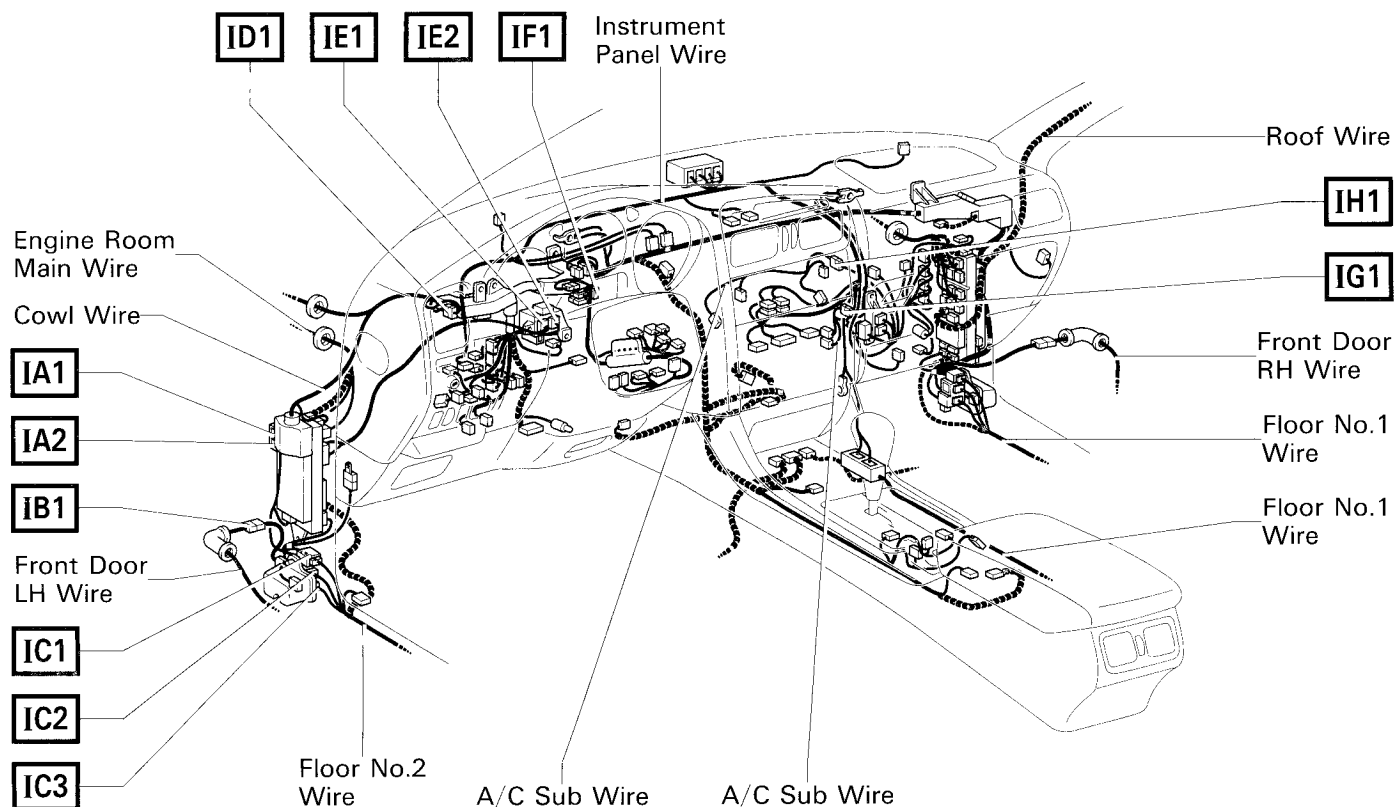 ID1
IE1
IE2
IF1
Instrument
Panel Wire
Roof Wire
IH1
IG1
Engine Room
Main Wire
Cowl Wire
IA1
IA2
IB1
Front Door
LH Wire
IC1
IC2
IC3
Front Door
RH Wire
Floor No.1
Wire
Floor No.1
Wire
Floor No.2
Wire
A/C Sub Wire
A/C Sub Wire